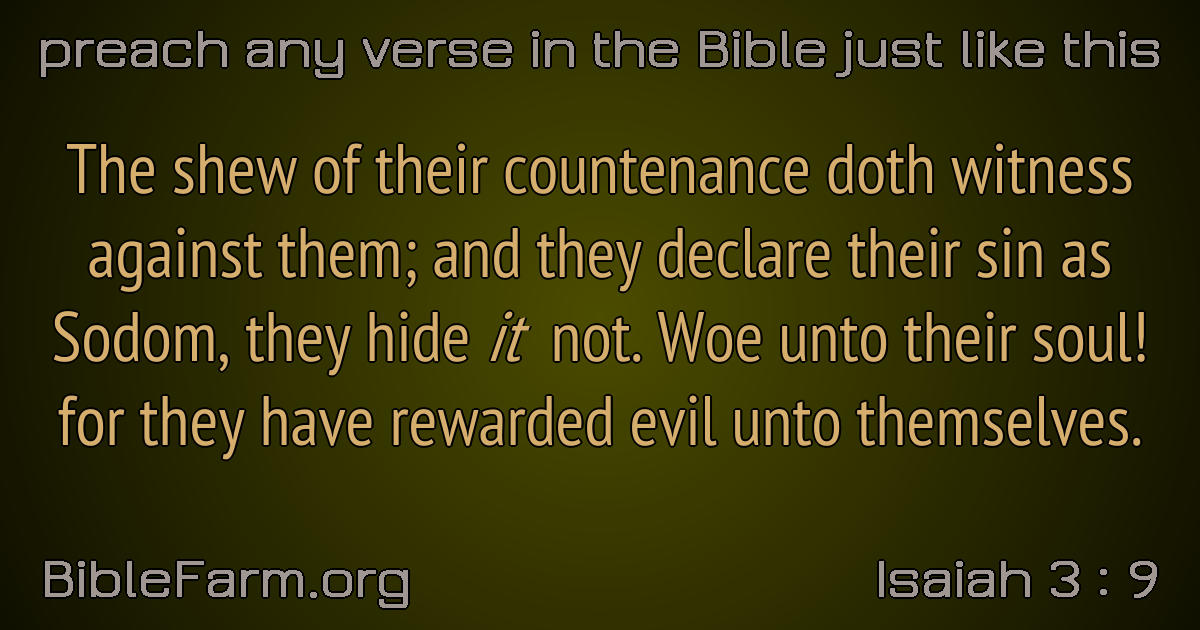 preach any verse in the Bible just like this
The shew of their countenance doth witness
against them; and they declare their sin as
Sodom, they hide it not. Woe unto their soul!
for they have rewarded evil unto themselves.
BibleFarm.org
Isaiah 3 : 9